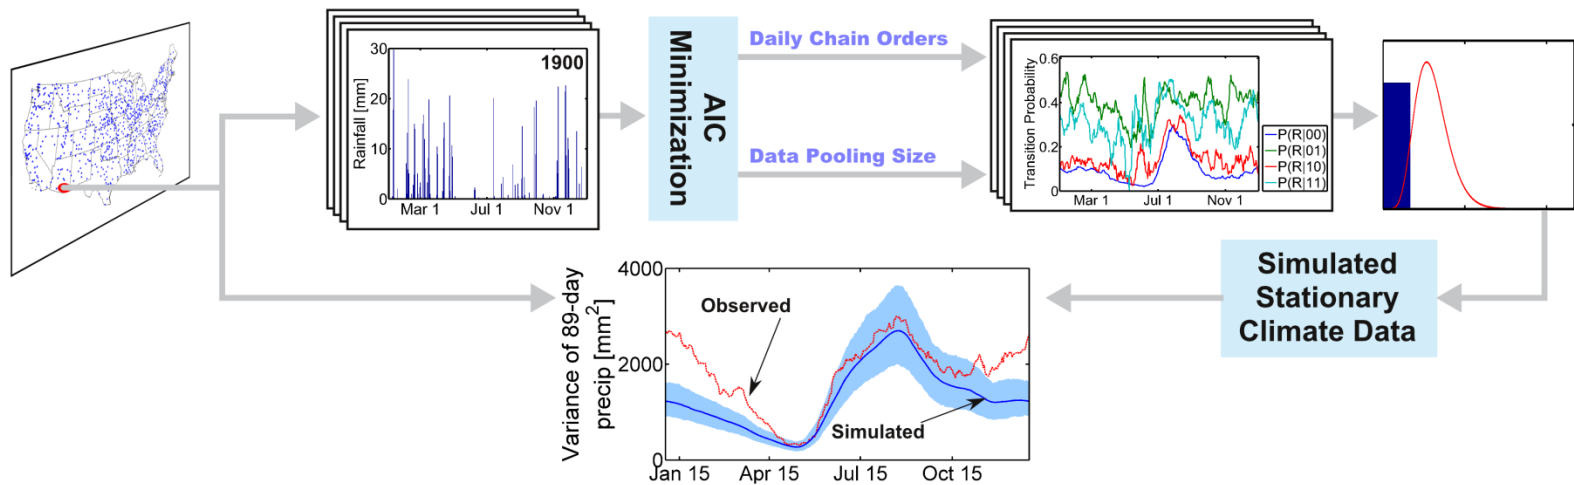 30
20
10
0
Rainfall [mm]
1900
Mar 1
Jul 1
Nov 1
AIC
Minimization
Daily Chain Orders
Data Pooling Size
0.6
0.4
0.2
0
Transition Probability
Mar 1
Jul 1
Nov 1
P(R|00)
P(R|01)
P(R|10)
P(R|11)
Simulated
Stationary
Climate Data
Variance of 89-day
precip [mm²]
4000
2000
0
Observed
Simulated
Jan 15
Apr 15
Jul 15
Oct 15